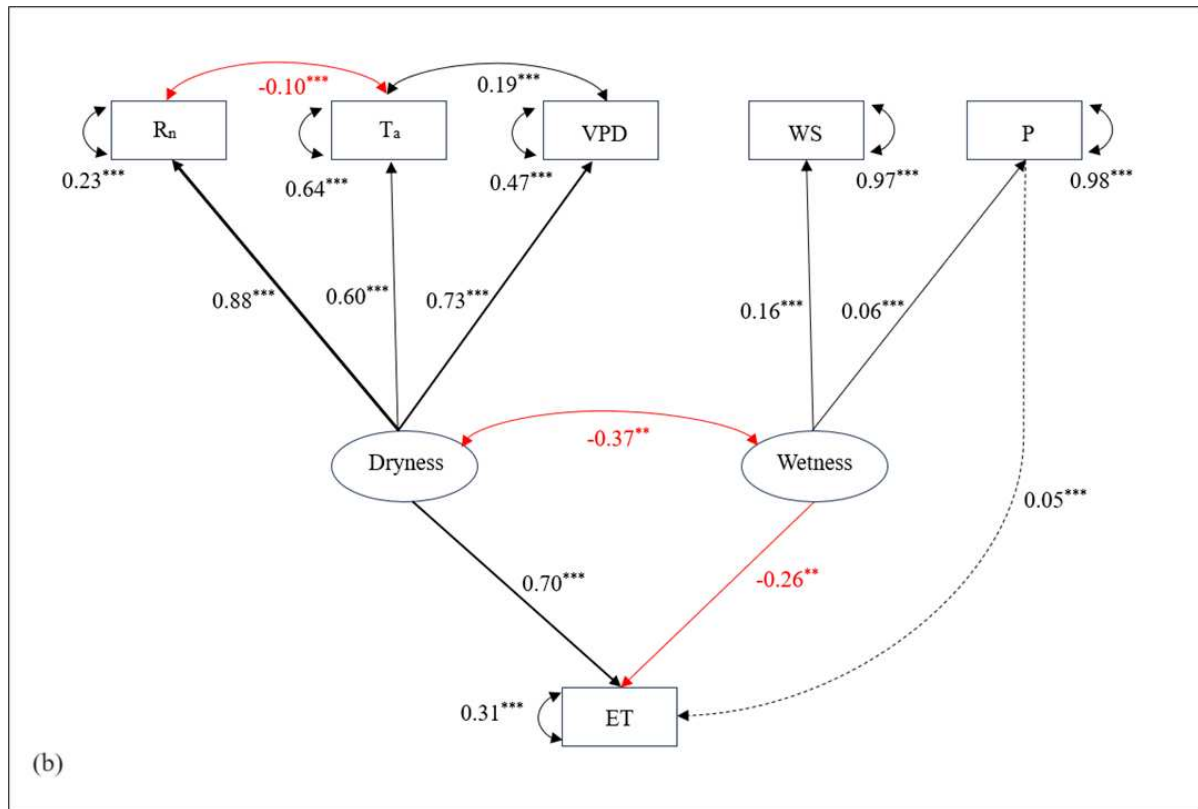 -0.10***
0.19***
Rₙ
Tₐ
VPD
WS
P
0.23***
0.64***
0.47***
0.97***
0.98***
0.88***
0.60***
0.73***
0.16***
0.06***
-0.37**
Dryness
Wetness
0.05***
0.70***
-0.26**
0.31***
ET
(b)